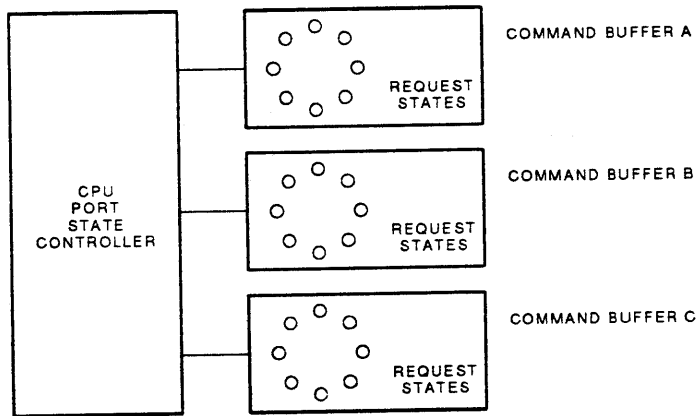 COMMAND BUFFER A
REQUEST
STATES
COMMAND BUFFER B
CPU
PORT
STATE
CONTROLLER
REQUEST
STATES
COMMAND BUFFER C
REQUEST
STATES